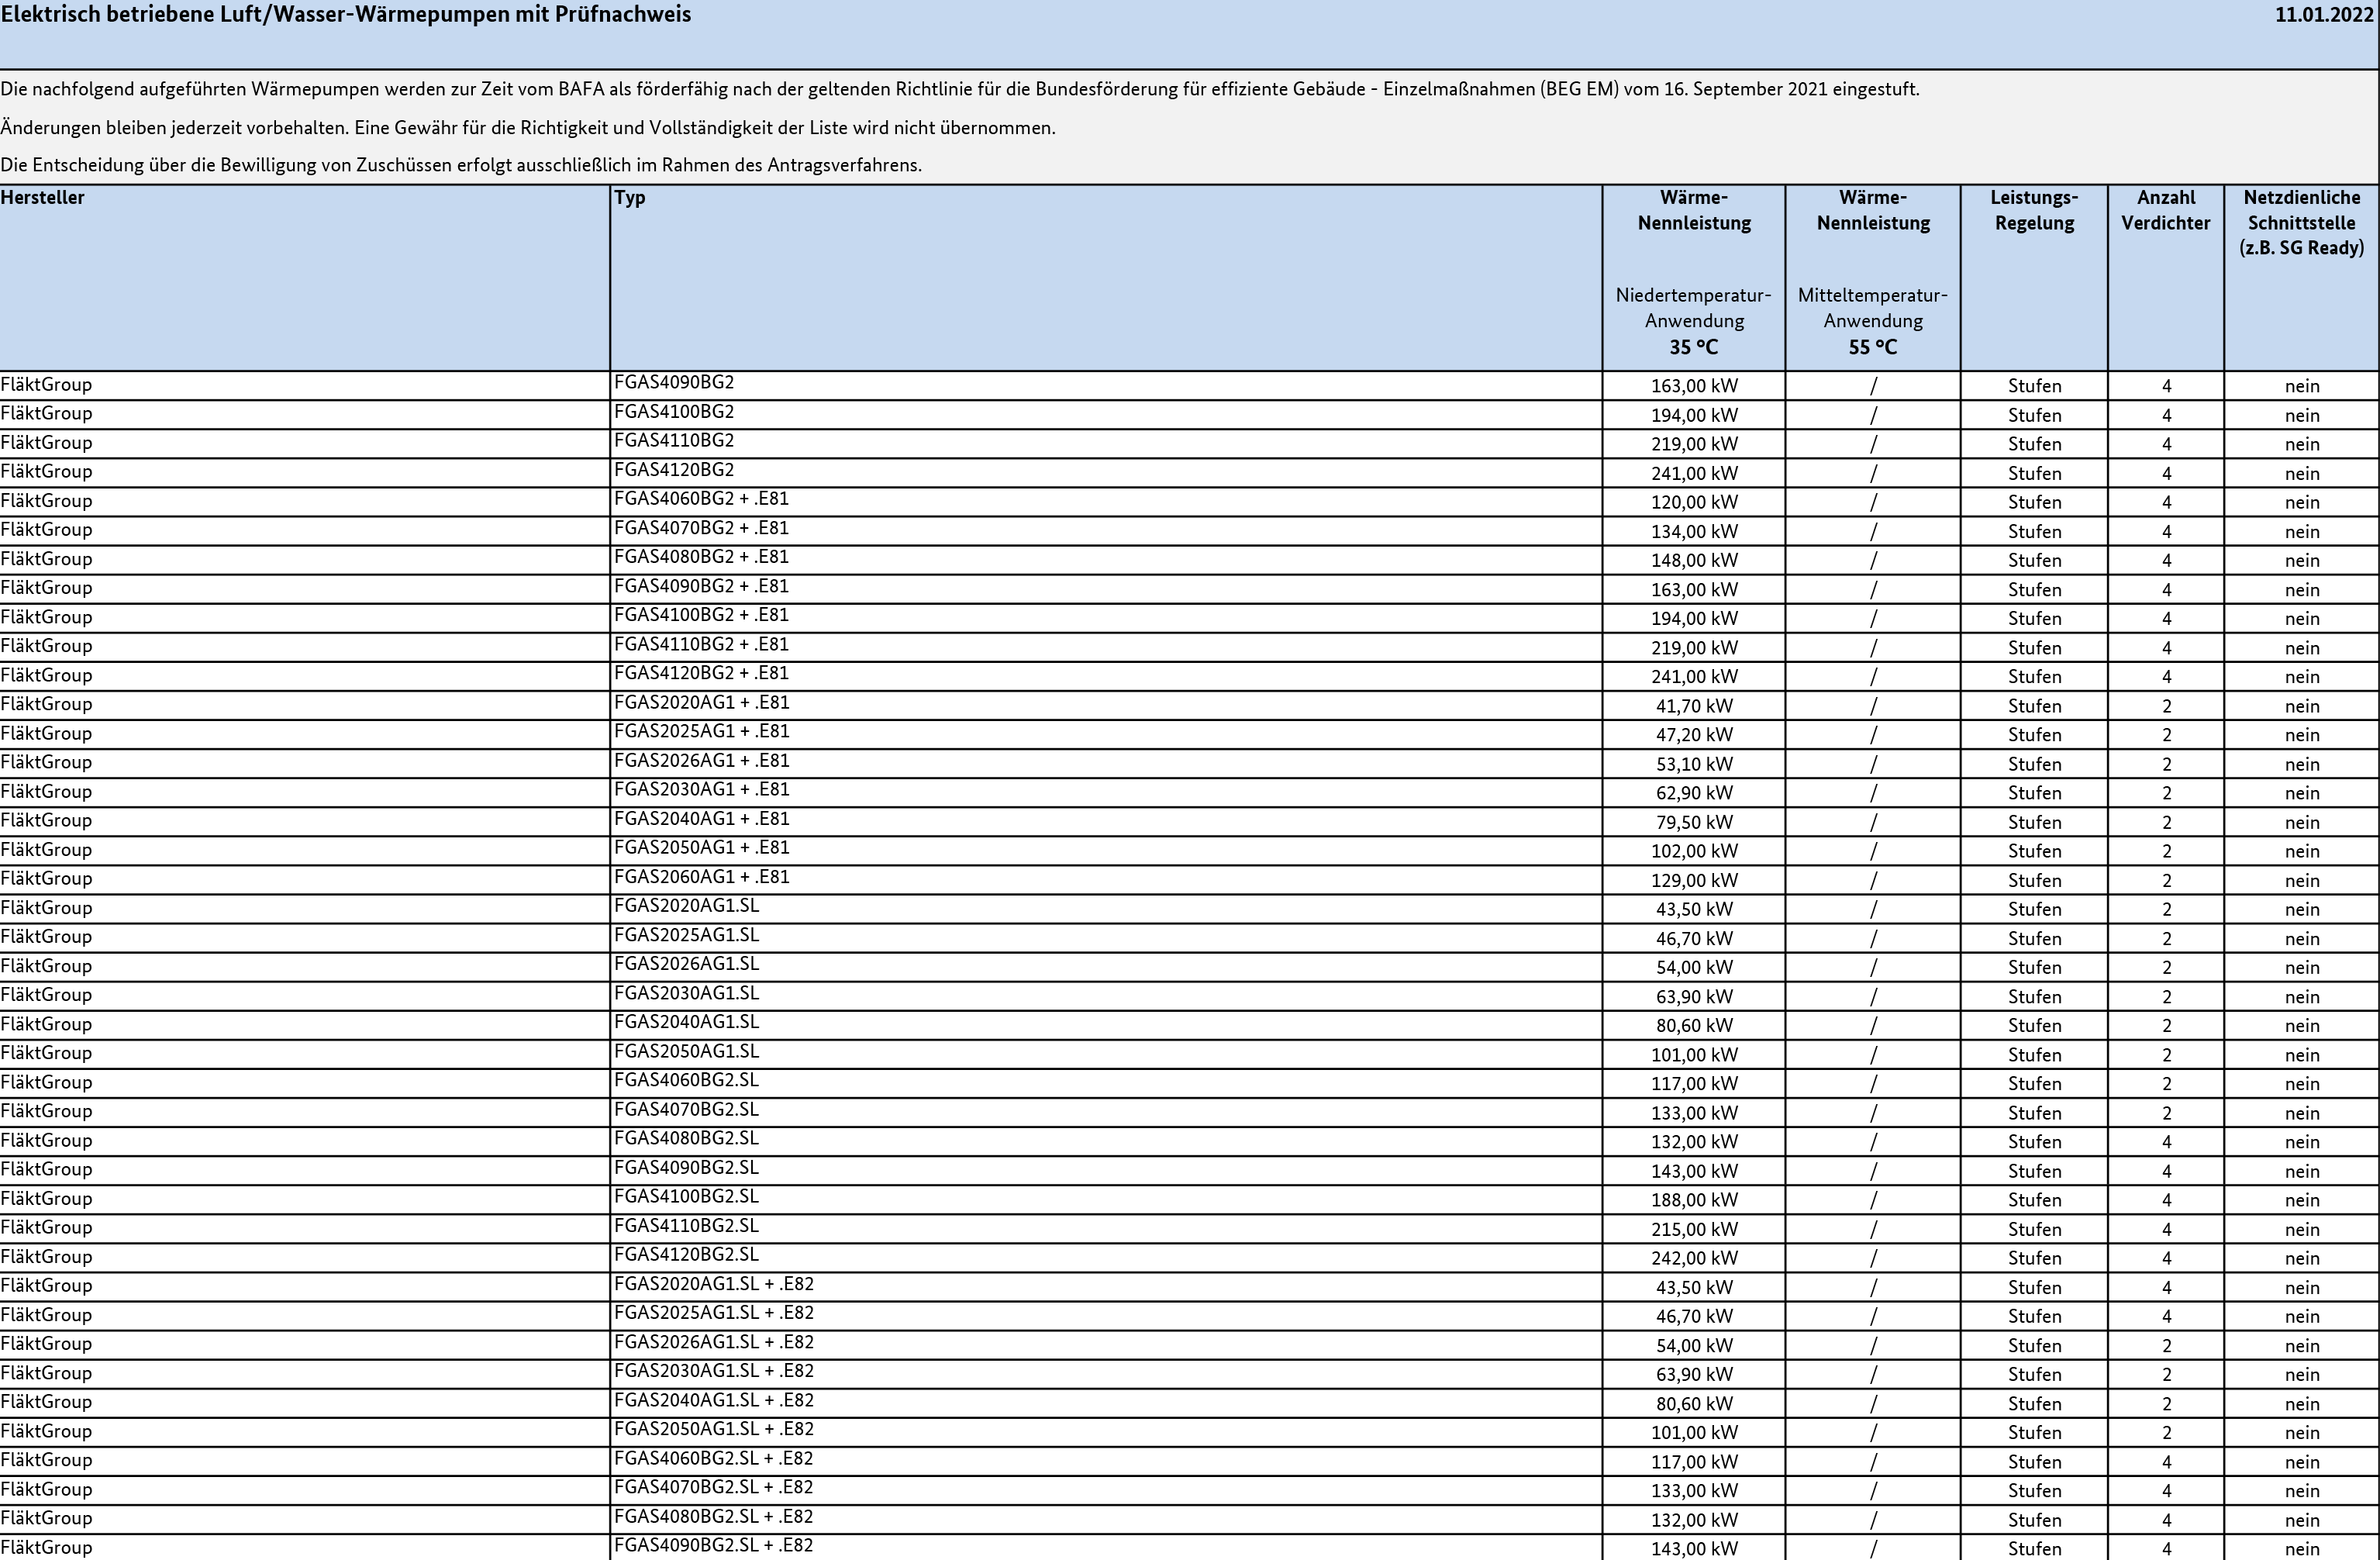 Elektrisch betriebene Luft/Wasser-Wärmepumpen mit Prüfnachweis 11.01.2022
Die nachfolgend aufgeführten Wärmepumpen werden zur Zeit vom BAFA als förderfähig nach der geltenden Richtlinie für die Bundesförderung für effiziente Gebäude - Einzelmaßnahmen (BEG EM) vom 16. September 2021 eingestuft.
Änderungen bleiben jederzeit vorbehalten. Eine Gewähr für die Richtigkeit und Vollständigkeit der Liste wird nicht übernommen.
Die Entscheidung über die Bewilligung von Zuschüssen erfolgt ausschließlich im Rahmen des Antragsverfahrens.
Hersteller Typ Wärme- Wärme- Leistungs- Anzahl Netzdienliche
Nennleistung Nennleistung Regelung Verdichter Schnittstelle
(z.B. SG Ready)
Niedertemperatur- Mitteltemperatur-
Anwendung Anwendung
35 °C 55 °C
FläktGroup FGAS4090BG2 163,00 kW / Stufen 4 nein
FläktGroup FGAS4100BG2 194,00 kW / Stufen 4 nein
FläktGroup FGAS4110BG2 219,00 kW / Stufen 4 nein
FläktGroup FGAS4120BG2 241,00 kW / Stufen 4 nein
FläktGroup FGAS4060BG2 + .E81 120,00 kW / Stufen 4 nein
FläktGroup FGAS4070BG2 + .E81 134,00 kW / Stufen 4 nein
FläktGroup FGAS4080BG2 + .E81 148,00 kW / Stufen 4 nein
FläktGroup FGAS4090BG2 + .E81 163,00 kW / Stufen 4 nein
FläktGroup FGAS4100BG2 + .E81 194,00 kW / Stufen 4 nein
FläktGroup FGAS4110BG2 + .E81 219,00 kW / Stufen 4 nein
FläktGroup FGAS4120BG2 + .E81 241,00 kW / Stufen 4 nein
FläktGroup FGAS2020AG1 + .E81 41,70 kW / Stufen 2 nein
FläktGroup FGAS2025AG1 + .E81 47,20 kW / Stufen 2 nein
FläktGroup FGAS2026AG1 + .E81 53,10 kW / Stufen 2 nein
FläktGroup FGAS2030AG1 + .E81 62,90 kW / Stufen 2 nein
FläktGroup FGAS2040AG1 + .E81 79,50 kW / Stufen 2 nein
FläktGroup FGAS2050AG1 + .E81 102,00 kW / Stufen 2 nein
FläktGroup FGAS2060AG1 + .E81 129,00 kW / Stufen 2 nein
FläktGroup FGAS2020AG1.SL 43,50 kW / Stufen 2 nein
FläktGroup FGAS2025AG1.SL 46,70 kW / Stufen 2 nein
FläktGroup FGAS2026AG1.SL 54,00 kW / Stufen 2 nein
FläktGroup FGAS2030AG1.SL 63,90 kW / Stufen 2 nein
FläktGroup FGAS2040AG1.SL 80,60 kW / Stufen 2 nein
FläktGroup FGAS2050AG1.SL 101,00 kW / Stufen 2 nein
FläktGroup FGAS4060BG2.SL 117,00 kW / Stufen 2 nein
FläktGroup FGAS4070BG2.SL 133,00 kW / Stufen 2 nein
FläktGroup FGAS4080BG2.SL 132,00 kW / Stufen 4 nein
FläktGroup FGAS4090BG2.SL 143,00 kW / Stufen 4 nein
FläktGroup FGAS4100BG2.SL 188,00 kW / Stufen 4 nein
FläktGroup FGAS4110BG2.SL 215,00 kW / Stufen 4 nein
FläktGroup FGAS4120BG2.SL 242,00 kW / Stufen 4 nein
FläktGroup FGAS2020AG1.SL + .E82 43,50 kW / Stufen 4 nein
FläktGroup FGAS2025AG1.SL + .E82 46,70 kW / Stufen 4 nein
FläktGroup FGAS2026AG1.SL + .E82 54,00 kW / Stufen 2 nein
FläktGroup FGAS2030AG1.SL + .E82 63,90 kW / Stufen 2 nein
FläktGroup FGAS2040AG1.SL + .E82 80,60 kW / Stufen 2 nein
FläktGroup FGAS2050AG1.SL + .E82 101,00 kW / Stufen 2 nein
FläktGroup FGAS4060BG2.SL + .E82 117,00 kW / Stufen 4 nein
FläktGroup FGAS4070BG2.SL + .E82 133,00 kW / Stufen 4 nein
FläktGroup FGAS4080BG2.SL + .E82 132,00 kW / Stufen 4 nein
FläktGroup FGAS4090BG2.SL + .E82 143,00 kW / Stufen 4 nein